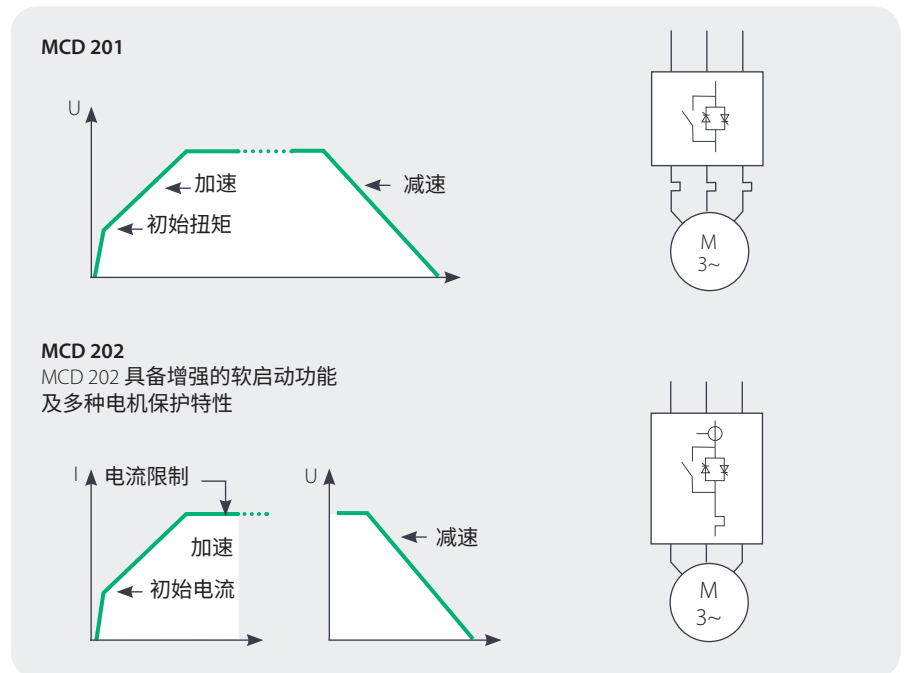 MCD 201
U
加速
减速
初始扭矩
M
3~
MCD 202
MCD 202 具备增强的软启动功能
及多种电机保护特性
I
电流限制
加速
初始电流
U
减速
M
3~